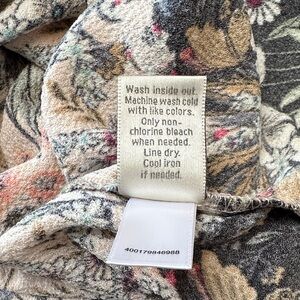 Wash inside out.
Machine wash cold
with like colors.
Only non-
chlorine bleach
when needed.
Line dry.
Cool iron
if needed.
400179846988